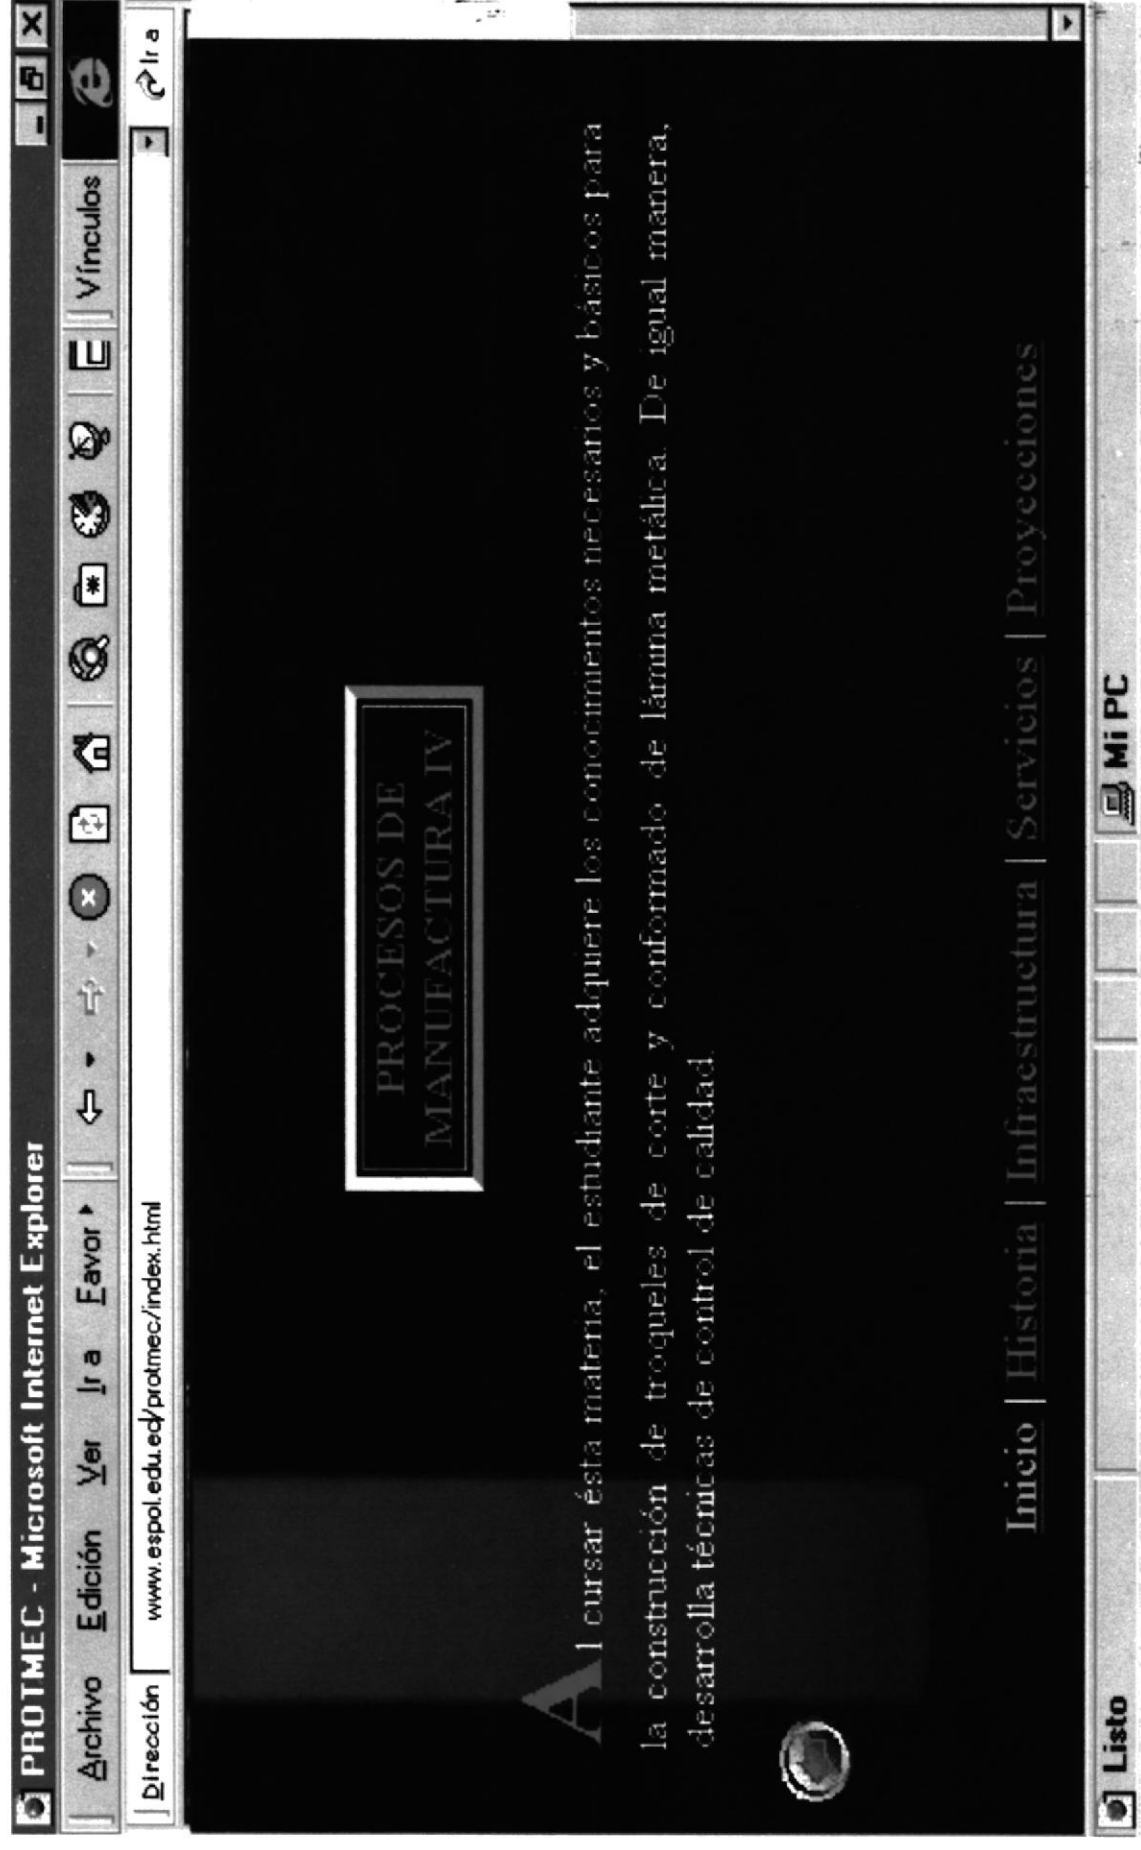 PROTMEC - Microsoft Internet Explorer
Archivo Edición Ver Ir a Favor Vínculos
Dirección www.espol.edu.ed/protmec/index.html Ir a
PROCESOS DE
MANUFACTURA IV
Al cursar ésta materia, el estudiante adquiere los conocimientos necesarios y básicos para
la construcción de troqueles de corte y conformado de lámina metálica. De igual manera,
desarrolla técnicas de control de calidad.
Inicio | Historia | Infraestructura | Servicios | Proyecciones
Listo Mi PC